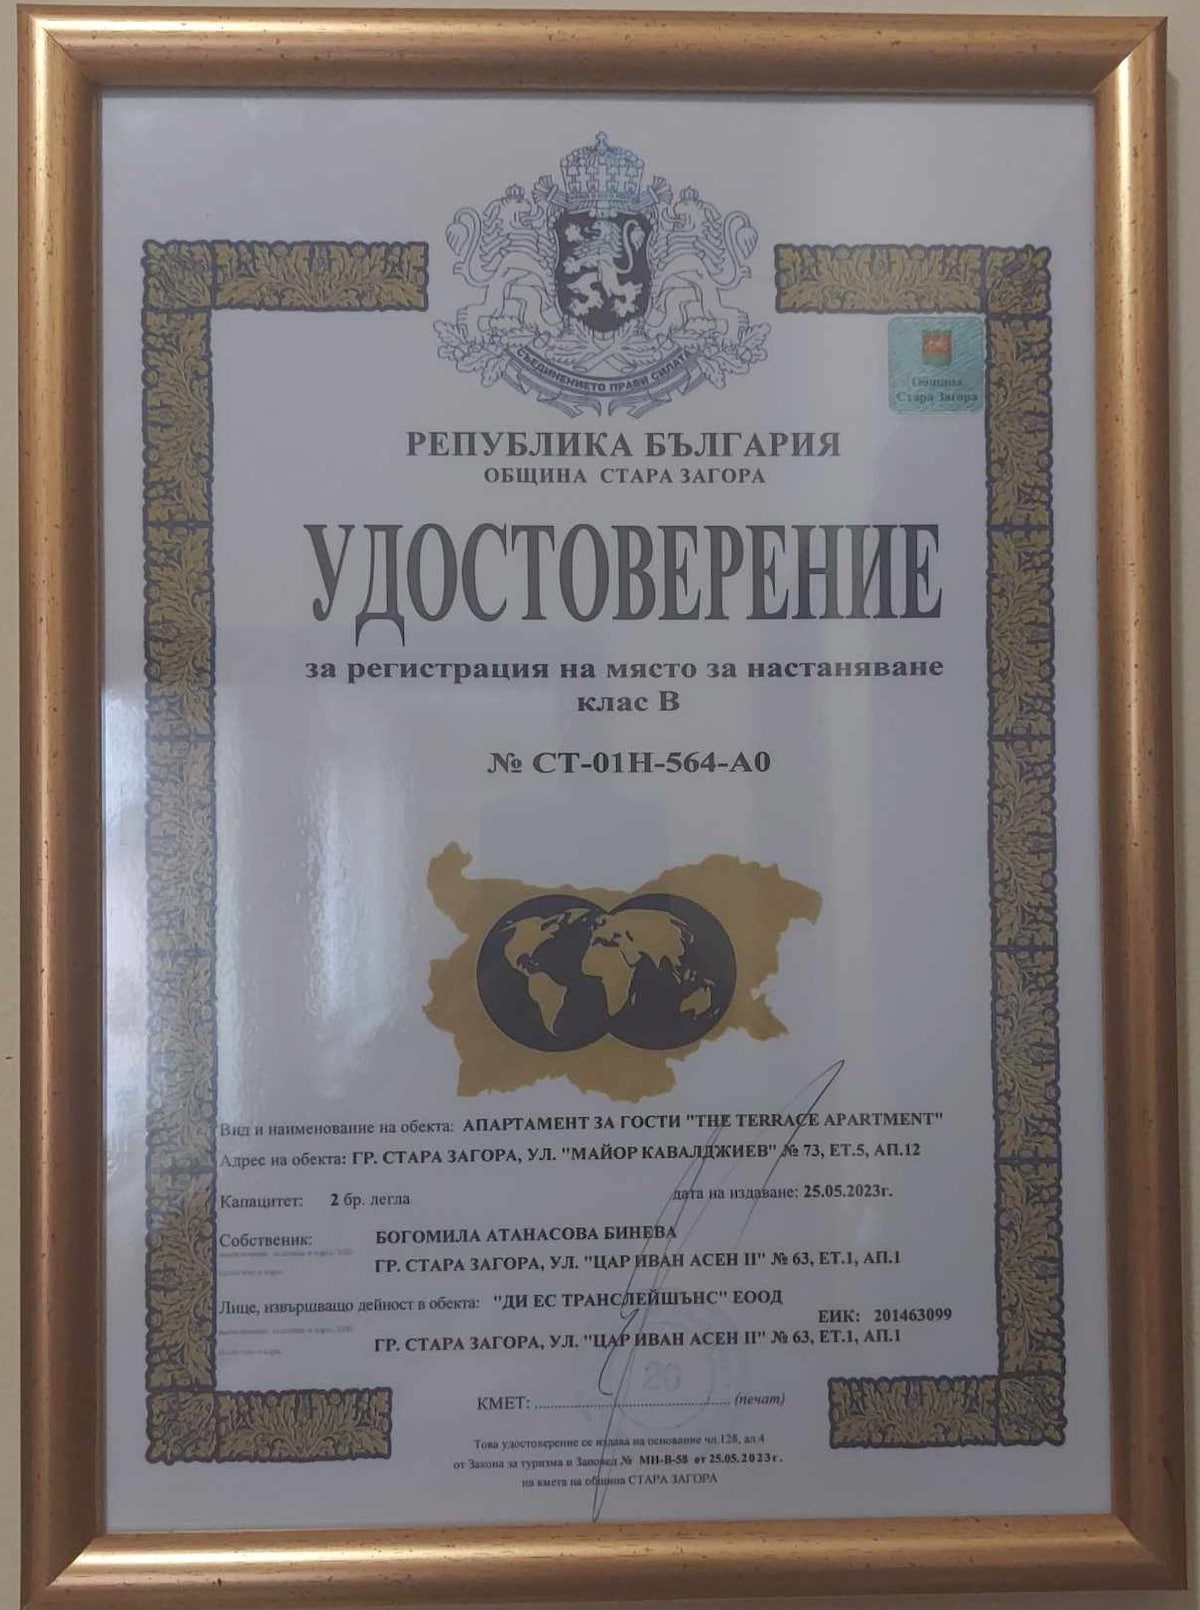 СЪЕДИНЕНИЕТО ПРАВИ СИЛАТА
Община
Стара Загора
РЕПУБЛИКА БЪЛГАРИЯ
ОБЩИНА СТАРА ЗАГОРА
УДОСТОВЕРЕНИЕ
за регистрация на място за настаняване
клас В
№ СТ-01Н-564-А0
Вид и наименование на обекта: АПАРТАМЕНТ ЗА ГОСТИ "THE TERRACE APARTMENT"
Адрес на обекта: ГР. СТАРА ЗАГОРА, УЛ. "МАЙОР КАВАЛДЖИЕВ" № 73, ЕТ.5, АП.12
Капацитет: 2 бр. легла дата на издаване: 25.05.2023г.
Собственик: БОГОМИЛА АТАНАСОВА БИНЕВА
ГР. СТАРА ЗАГОРА, УЛ. "ЦАР ИВАН АСЕН II" № 63, ЕТ.1, АП.1
Лице, извършващо дейност в обекта: "ДИ ЕС ТРАНСЛЕЙШЪНС" ЕООД
ЕИК: 201463099
ГР. СТАРА ЗАГОРА, УЛ. "ЦАР ИВАН АСЕН II" № 63, ЕТ.1, АП.1
20
КМЕТ: (печат)
Това удостоверение се издава на основание чл.128, ал.4
от Закона за туризма и Заповед № МН-В-58 от 25.05.2023г.
на кмета на община СТАРА ЗАГОРА